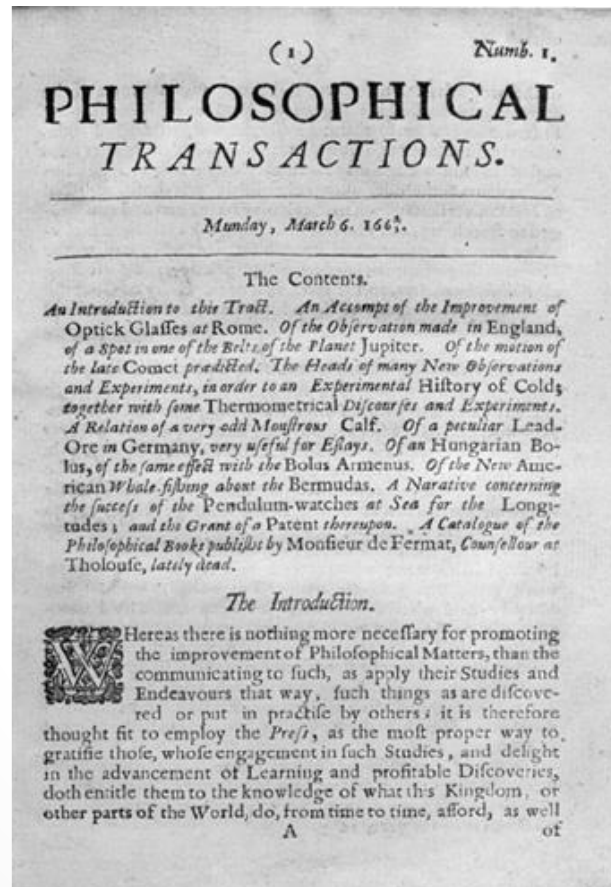 (1) Numb. 1.
PHILOSOPHICAL
TRANSACTIONS.
Munday, March 6. 166
The Contents.
An Introduction to this Tract. An Accompt of the Improvement of
Optick Glaſſes at Rome. Of the Obſervation made in England,
of a Spot in one of the Belts of the Planet Jupiter. Of the motion of
the late Comet prædicted. The Heads of many New Obſervations
and Experiments, in order to an Experimental Hiſtory of Cold;
together with ſome Thermometrical Diſcourſes and Experiments.
A Relation of a very odd Monſtrous Calf. Of a peculiar Lead-
Ore in Germany, very uſeful for Eſſays. Of an Hungarian Bo-
lus, of the ſame effect with the Bolus Armenus. Of the New Ame-
rican Whale-fiſhing about the Bermudas. A Narative concerning
the ſucceſs of the Pendulum-watches at Sea for the Longi-
tudes; and the Grant of a Patent thereupon. A Catalogue of the
Philoſophical Books publiſht by Monſieur de Fermat, Counſellour at
Tholouſe, lately dead.
The Introduction.
WHereas there is nothing more neceſſary for promoting
the improvement of Philoſophical Matters, than the
communicating to ſuch, as apply their Studies and
Endeavours that way, ſuch things as are diſcove-
red or put in practiſe by others; it is therefore
thought fit to employ the Preſs, as the moſt proper way to
gratifie thoſe, whoſe engagement in ſuch Studies, and delight
in the advancement of Learning and profitable Diſcoveries,
doth entitle them to the knowledge of what this Kingdom, or
other parts of the World, do, from time to time, afford, as well
A of